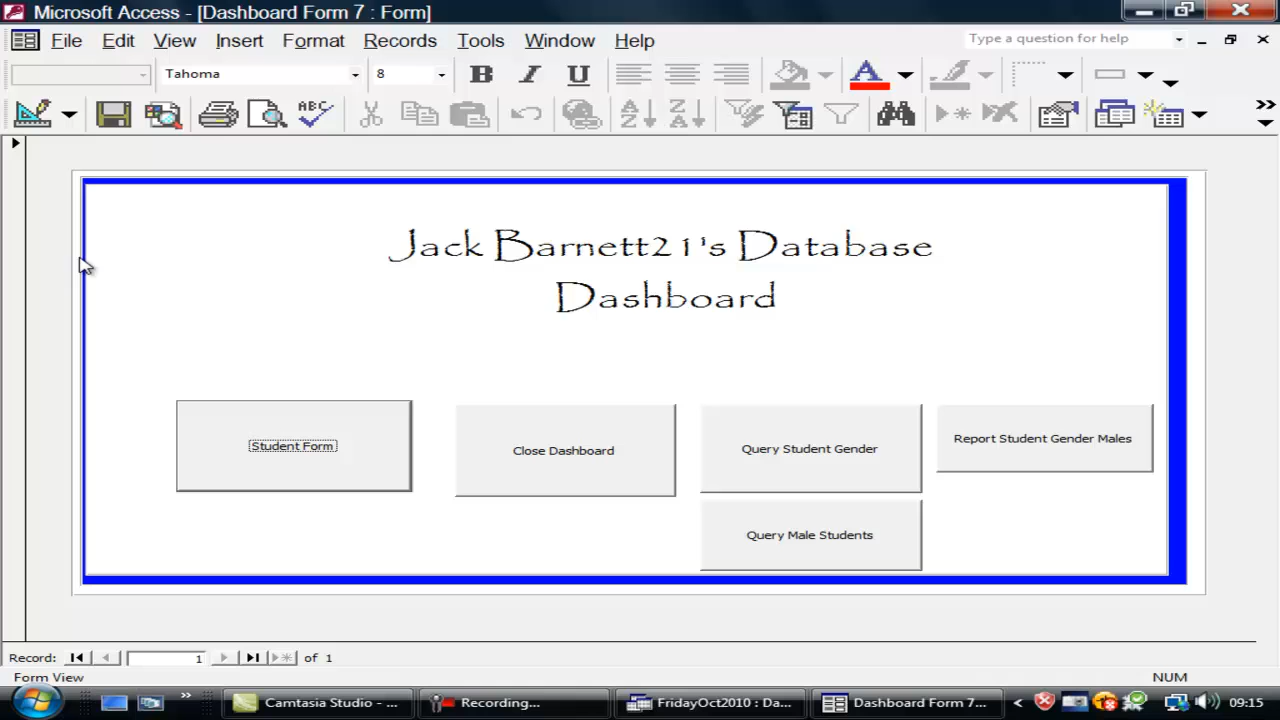 Microsoft Access - [Dashboard Form 7 : Form]
File Edit View Insert Format Records Tools Window Help Type a question for help
Tahoma 8 B I U A
ABC A Z Z A
Jack Barnett21's Database
Dashboard
Student Form
Close Dashboard
Query Student Gender
Report Student Gender Males
Query Male Students
Record: 1 of 1
Form View NUM
Camtasia Studio - ... Recording... FridayOct2010 : Da... Dashboard Form 7... 09:15